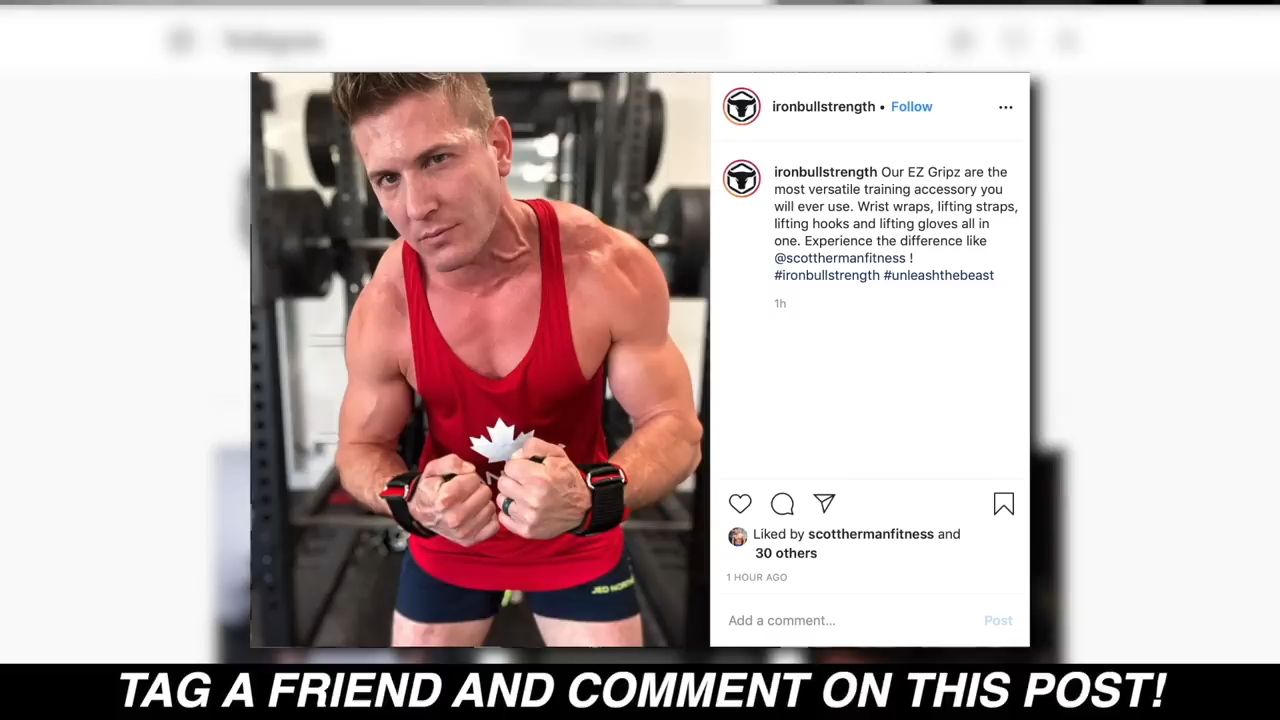 ironbullstrength • Follow
ironbullstrength Our EZ Gripz are the
most versatile training accessory you
will ever use. Wrist wraps, lifting straps,
lifting hooks and lifting gloves all in
one. Experience the difference like
@scotthermanfitness !
#ironbullstrength #unleashthebeast
1h
JED NORTH
Liked by scotthermanfitness and
30 others
1 HOUR AGO
Add a comment... Post
TAG A FRIEND AND COMMENT ON THIS POST!